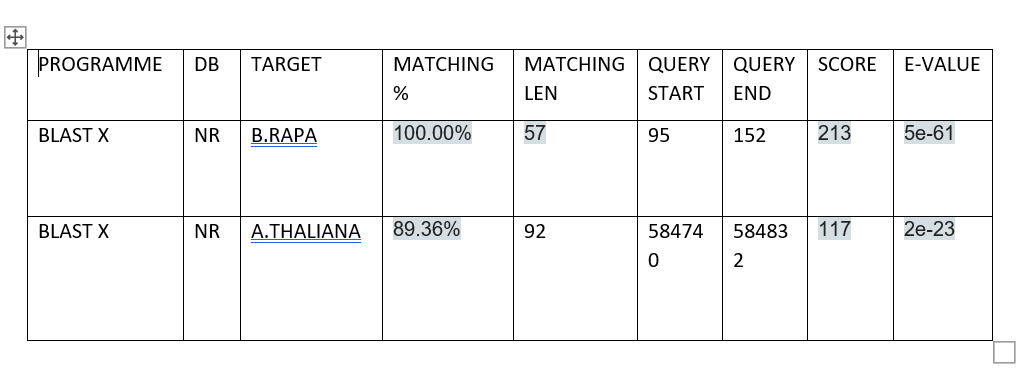 PROGRAMME DB TARGET MATCHING % MATCHING LEN QUERY START QUERY END SCORE E-VALUE
BLAST X NR B.RAPA 100.00% 57 95 152 213 5e-61
BLAST X NR A.THALIANA 89.36% 92 584740 584832 117 2e-23